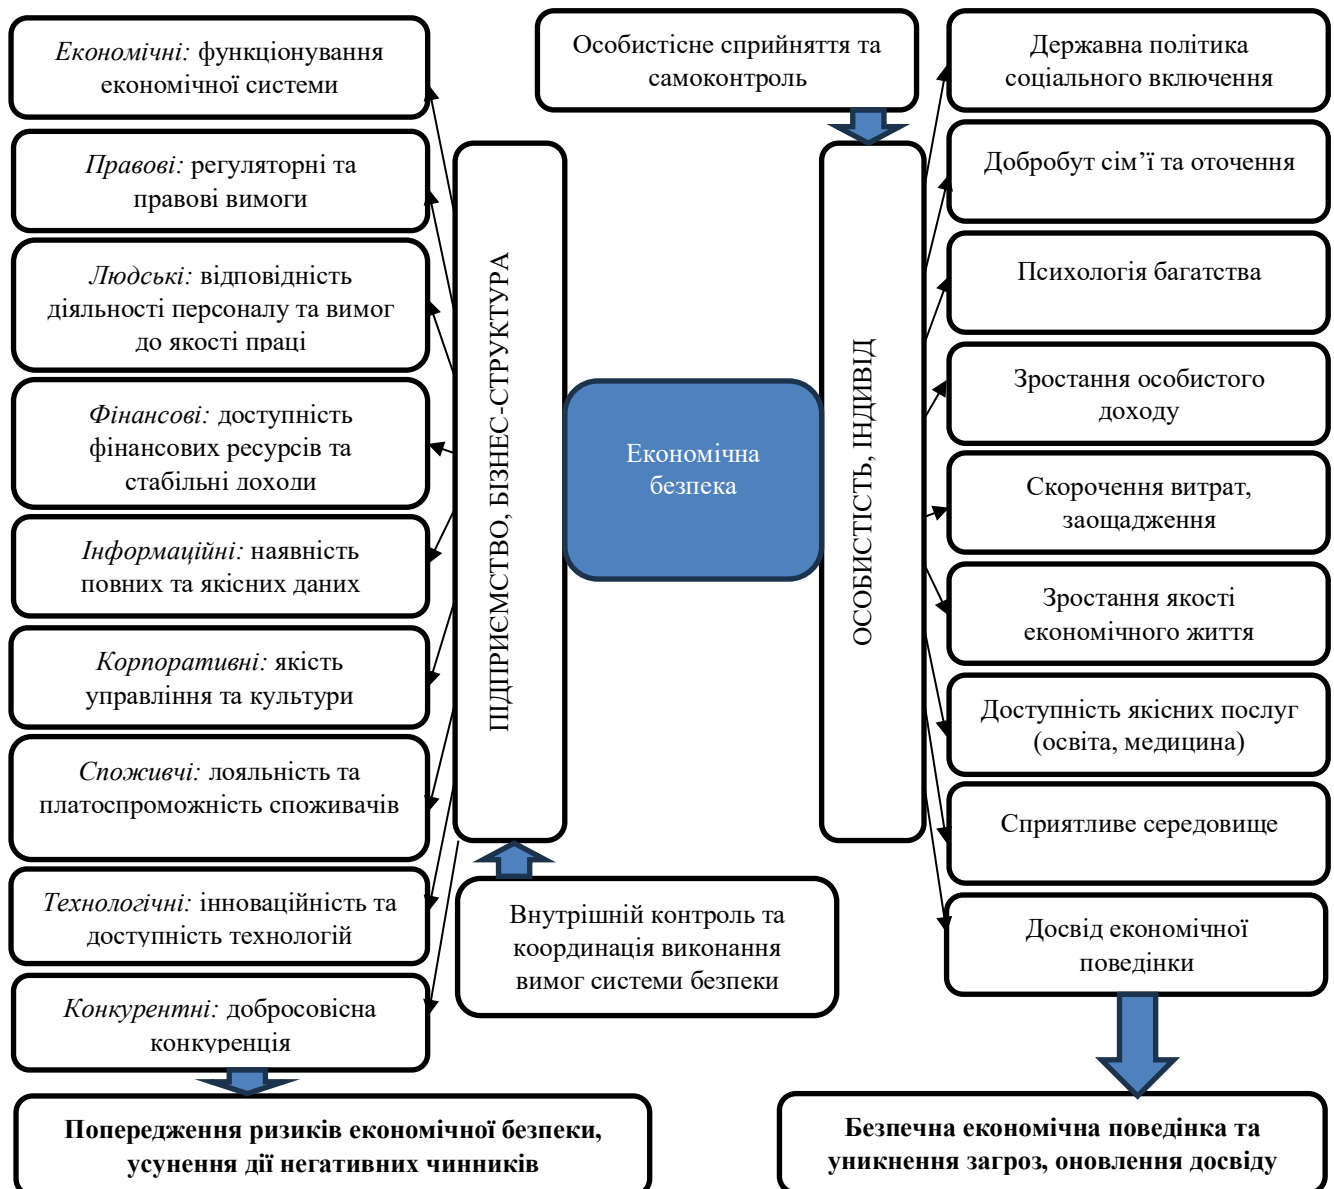 Економічні: функціонування
економічної системи
Правові: регуляторні та
правові вимоги
Людські: відповідність
діяльності персоналу та вимог
до якості праці
Фінансові: доступність
фінансових ресурсів та
стабільні доходи
Інформаційні: наявність
повних та якісних даних
Корпоративні: якість
управління та культури
Споживчі: лояльність та
платоспроможність споживачів
Технологічні: інноваційність та
доступність технологій
Конкурентні: добросовісна
конкуренція
Попередження ризиків економічної безпеки,
усунення дії негативних чинників
ПІДПРИЄМСТВО, БІЗНЕС-СТРУКТУРА
Внутрішній контроль та
координація виконання
вимог системи безпеки
Економічна
безпека
Особистісне сприйняття та
самоконтроль
ОСОБИСТІСТЬ, ІНДИВІД
Державна політика
соціального включення
Добробут сім’ї та оточення
Психологія багатства
Зростання особистого
доходу
Скорочення витрат,
заощадження
Зростання якості
економічного життя
Доступність якісних послуг
(освіта, медицина)
Сприятливе середовище
Досвід економічної
поведінки
Безпечна економічна поведінка та
уникнення загроз, оновлення досвіду